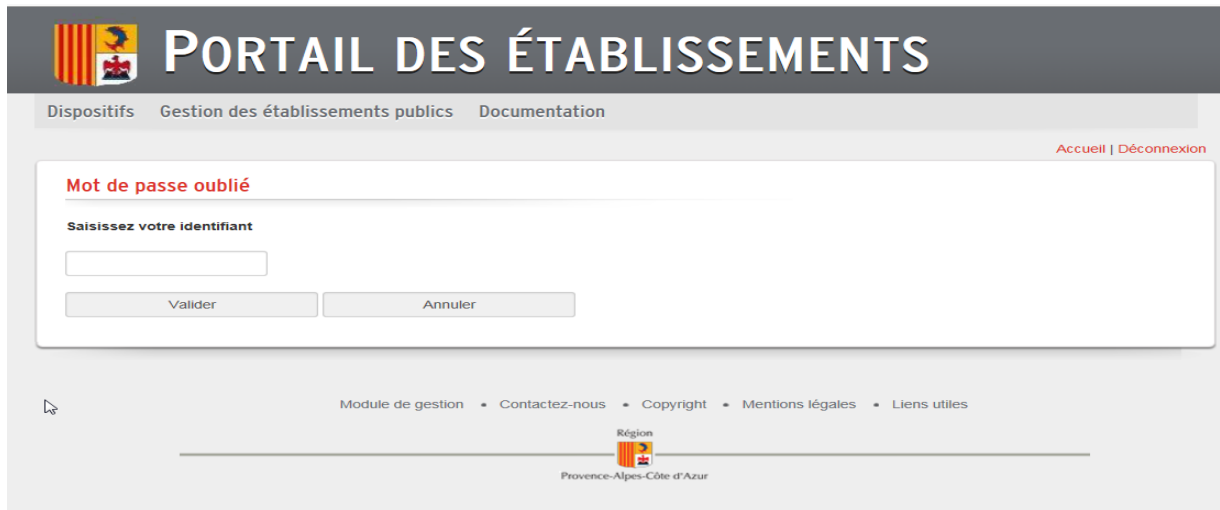 PORTAIL DES ÉTABLISSEMENTS
Dispositifs Gestion des établissements publics Documentation
Accueil | Déconnexion
Mot de passe oublié
Saisissez votre identifiant
Valider Annuler
Module de gestion • Contactez-nous • Copyright • Mentions légales • Liens utiles
Région
Provence-Alpes-Côte d'Azur